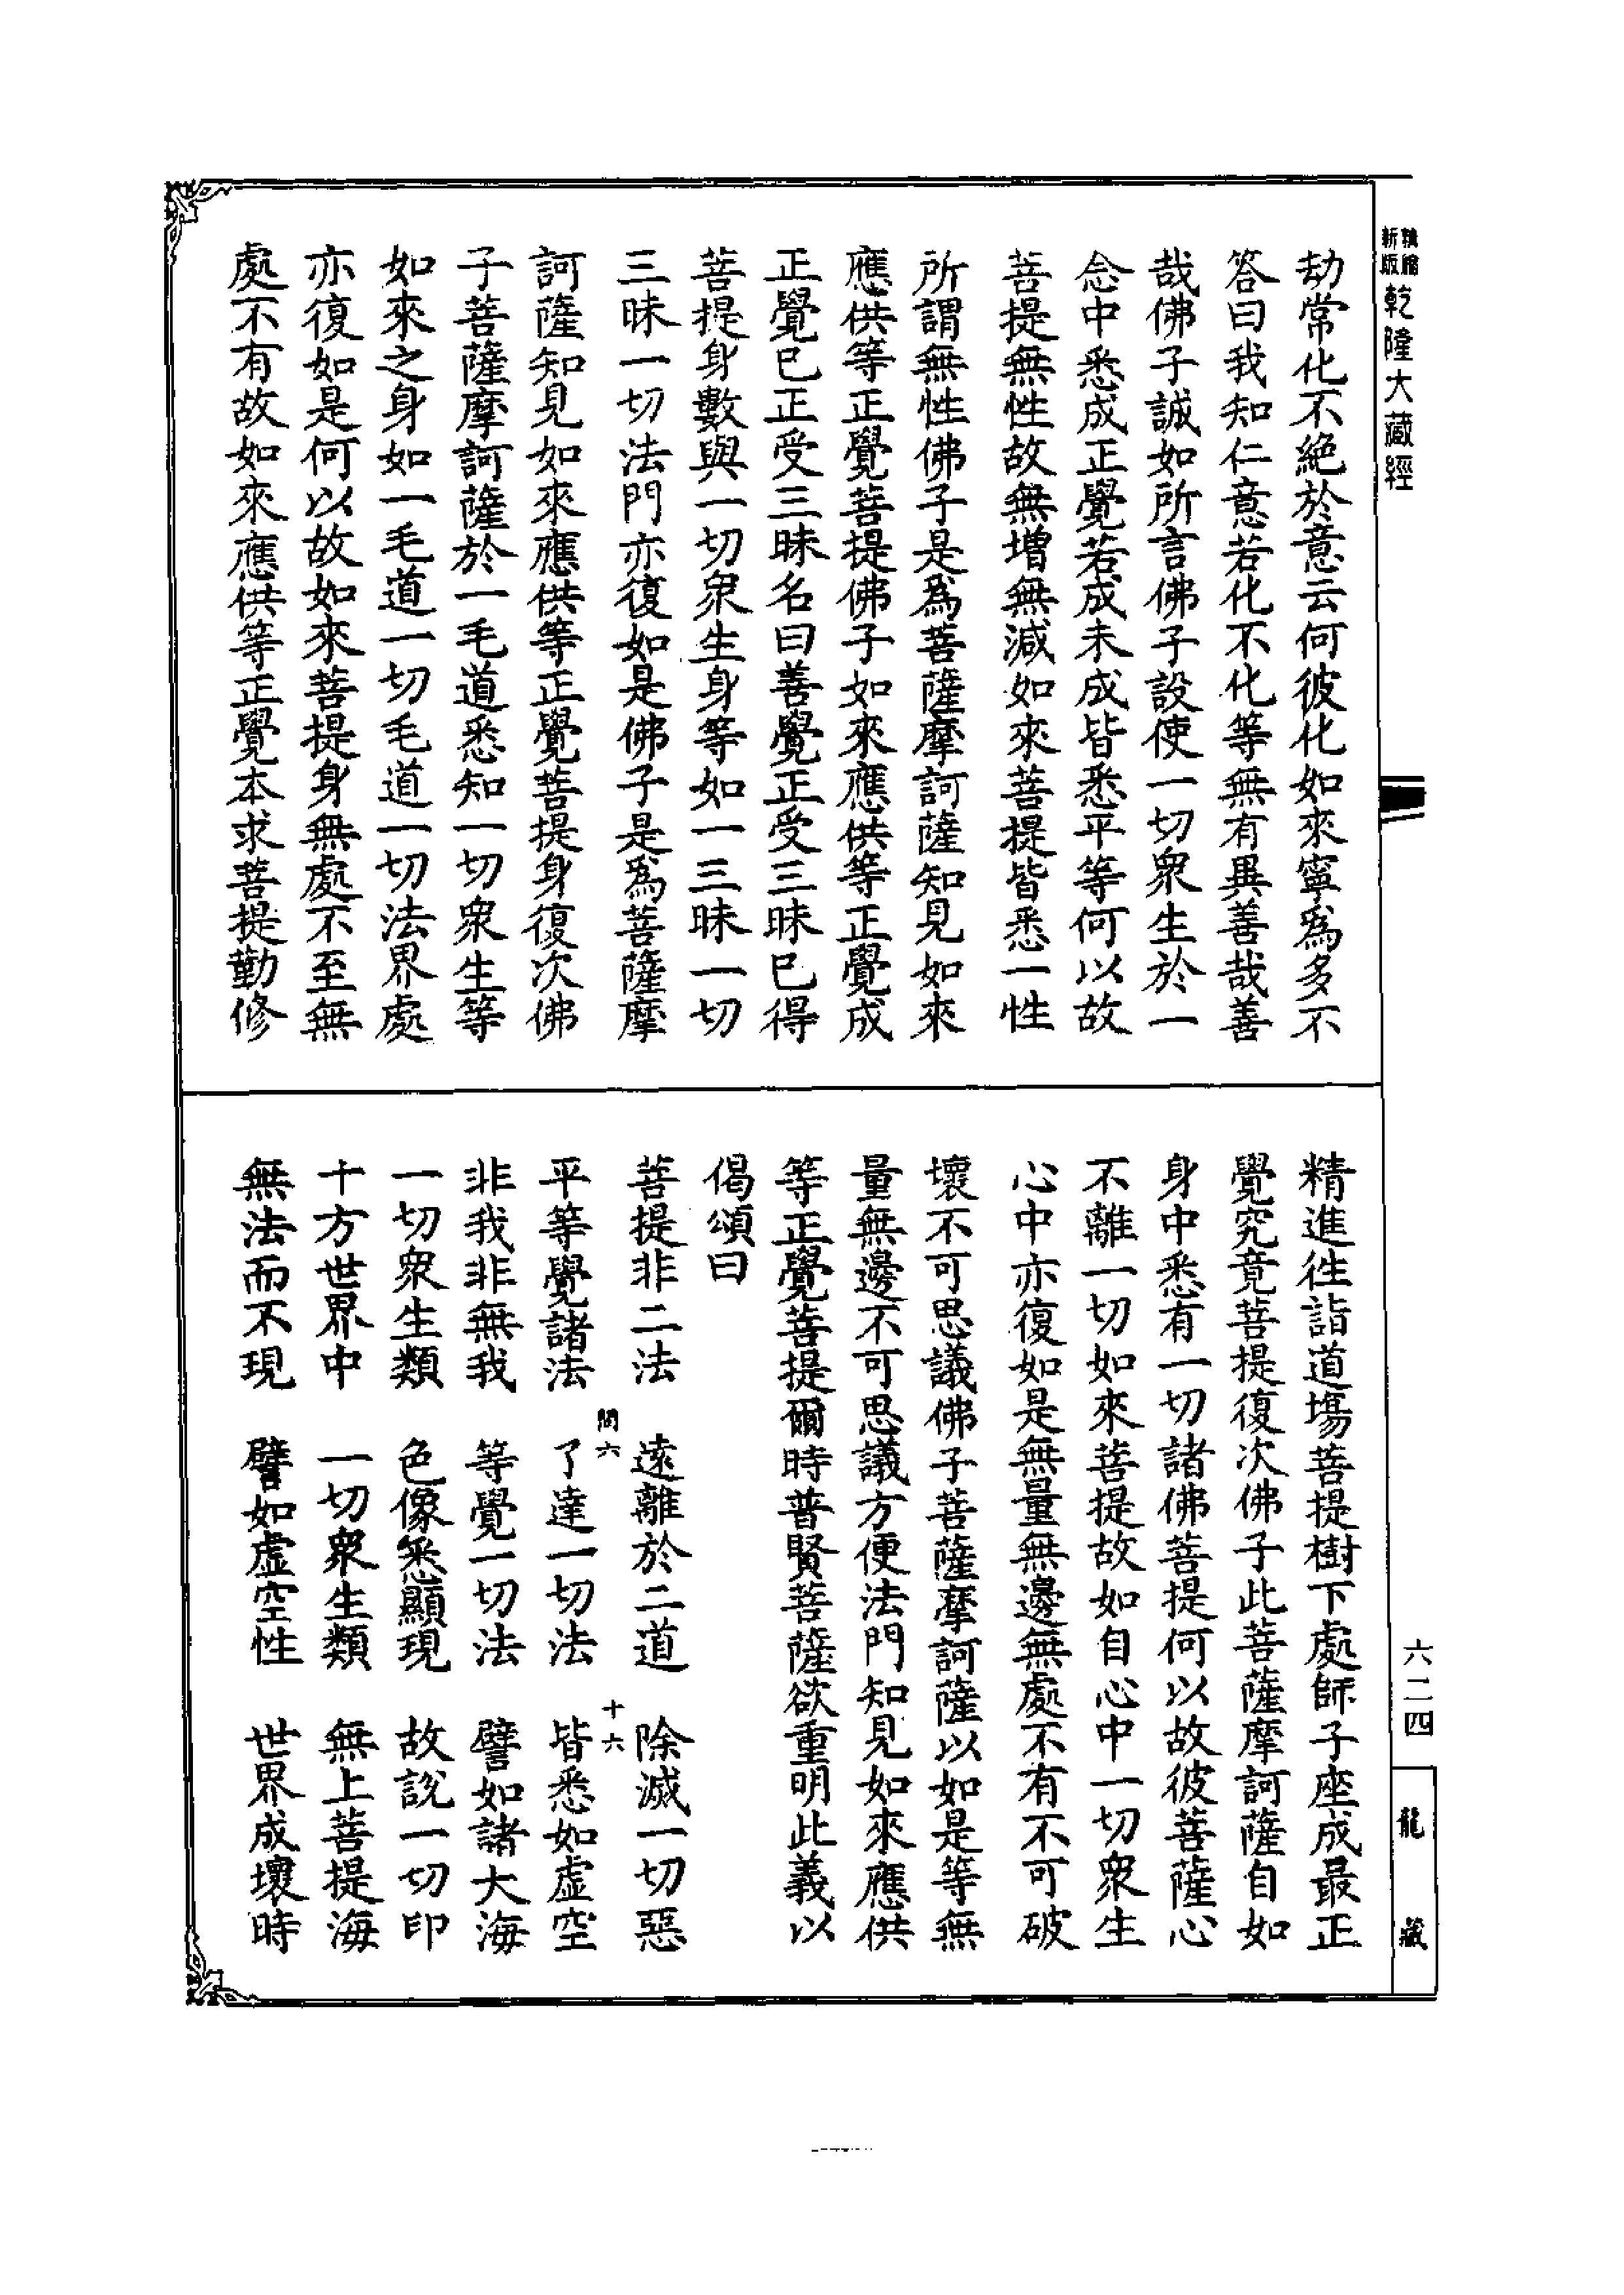 新版
乾隆大藏經
劫常化不絕於意云何彼化如來寧爲多不
答曰我知仁意若化不化等無有異善哉善
哉佛子誠如所言佛子設使一切衆生於一
念中悉成正覺若成未成皆悉平等何以故
菩提無性故無增無減如來菩提皆悉一性
所謂無性佛子是爲菩薩摩訶薩知見如來
應供等正覺菩提佛子如來應供等正覺成
正覺已正受三昧名曰善覺正受三昧已得
菩提身數與一切衆生身等如一三昧一切
三昧一切法門亦復如是佛子是爲菩薩摩
訶薩知見如來應供等正覺菩提身復次佛
子菩薩摩訶薩於一毛道悉知一切衆生等
如來之身如一毛道一切毛道一切法界處
亦復如是何以故如來菩提身無處不至無
處不有故如來應供等正覺本求菩提勤修
精進往詣道場菩提樹下處師子座成最正
覺究竟菩提復次佛子此菩薩摩訶薩自知
身中悉有一切諸佛菩提何以故彼菩薩心
不離一切如來菩提故如自心中一切衆生
心中亦復如是無量無邊無處不有不可破
壞不可思議佛子菩薩摩訶薩以如是等無
量無邊不可思議方便法門知見如來應供
等正覺菩提爾時普賢菩薩欲重明此義以
偈頌曰
菩提非二法　遠離於二道　除滅一切惡
問六　十六
平等覺諸法　了達一切法　皆悉如虛空
非我非無我　等覺一切法　譬如諸大海
一切衆生類　色像悉顯現　故說一切印
十方世界中　一切衆生類　無上菩提海
無法而不現　譬如虛空性　世界成壞時
六二四
龍藏